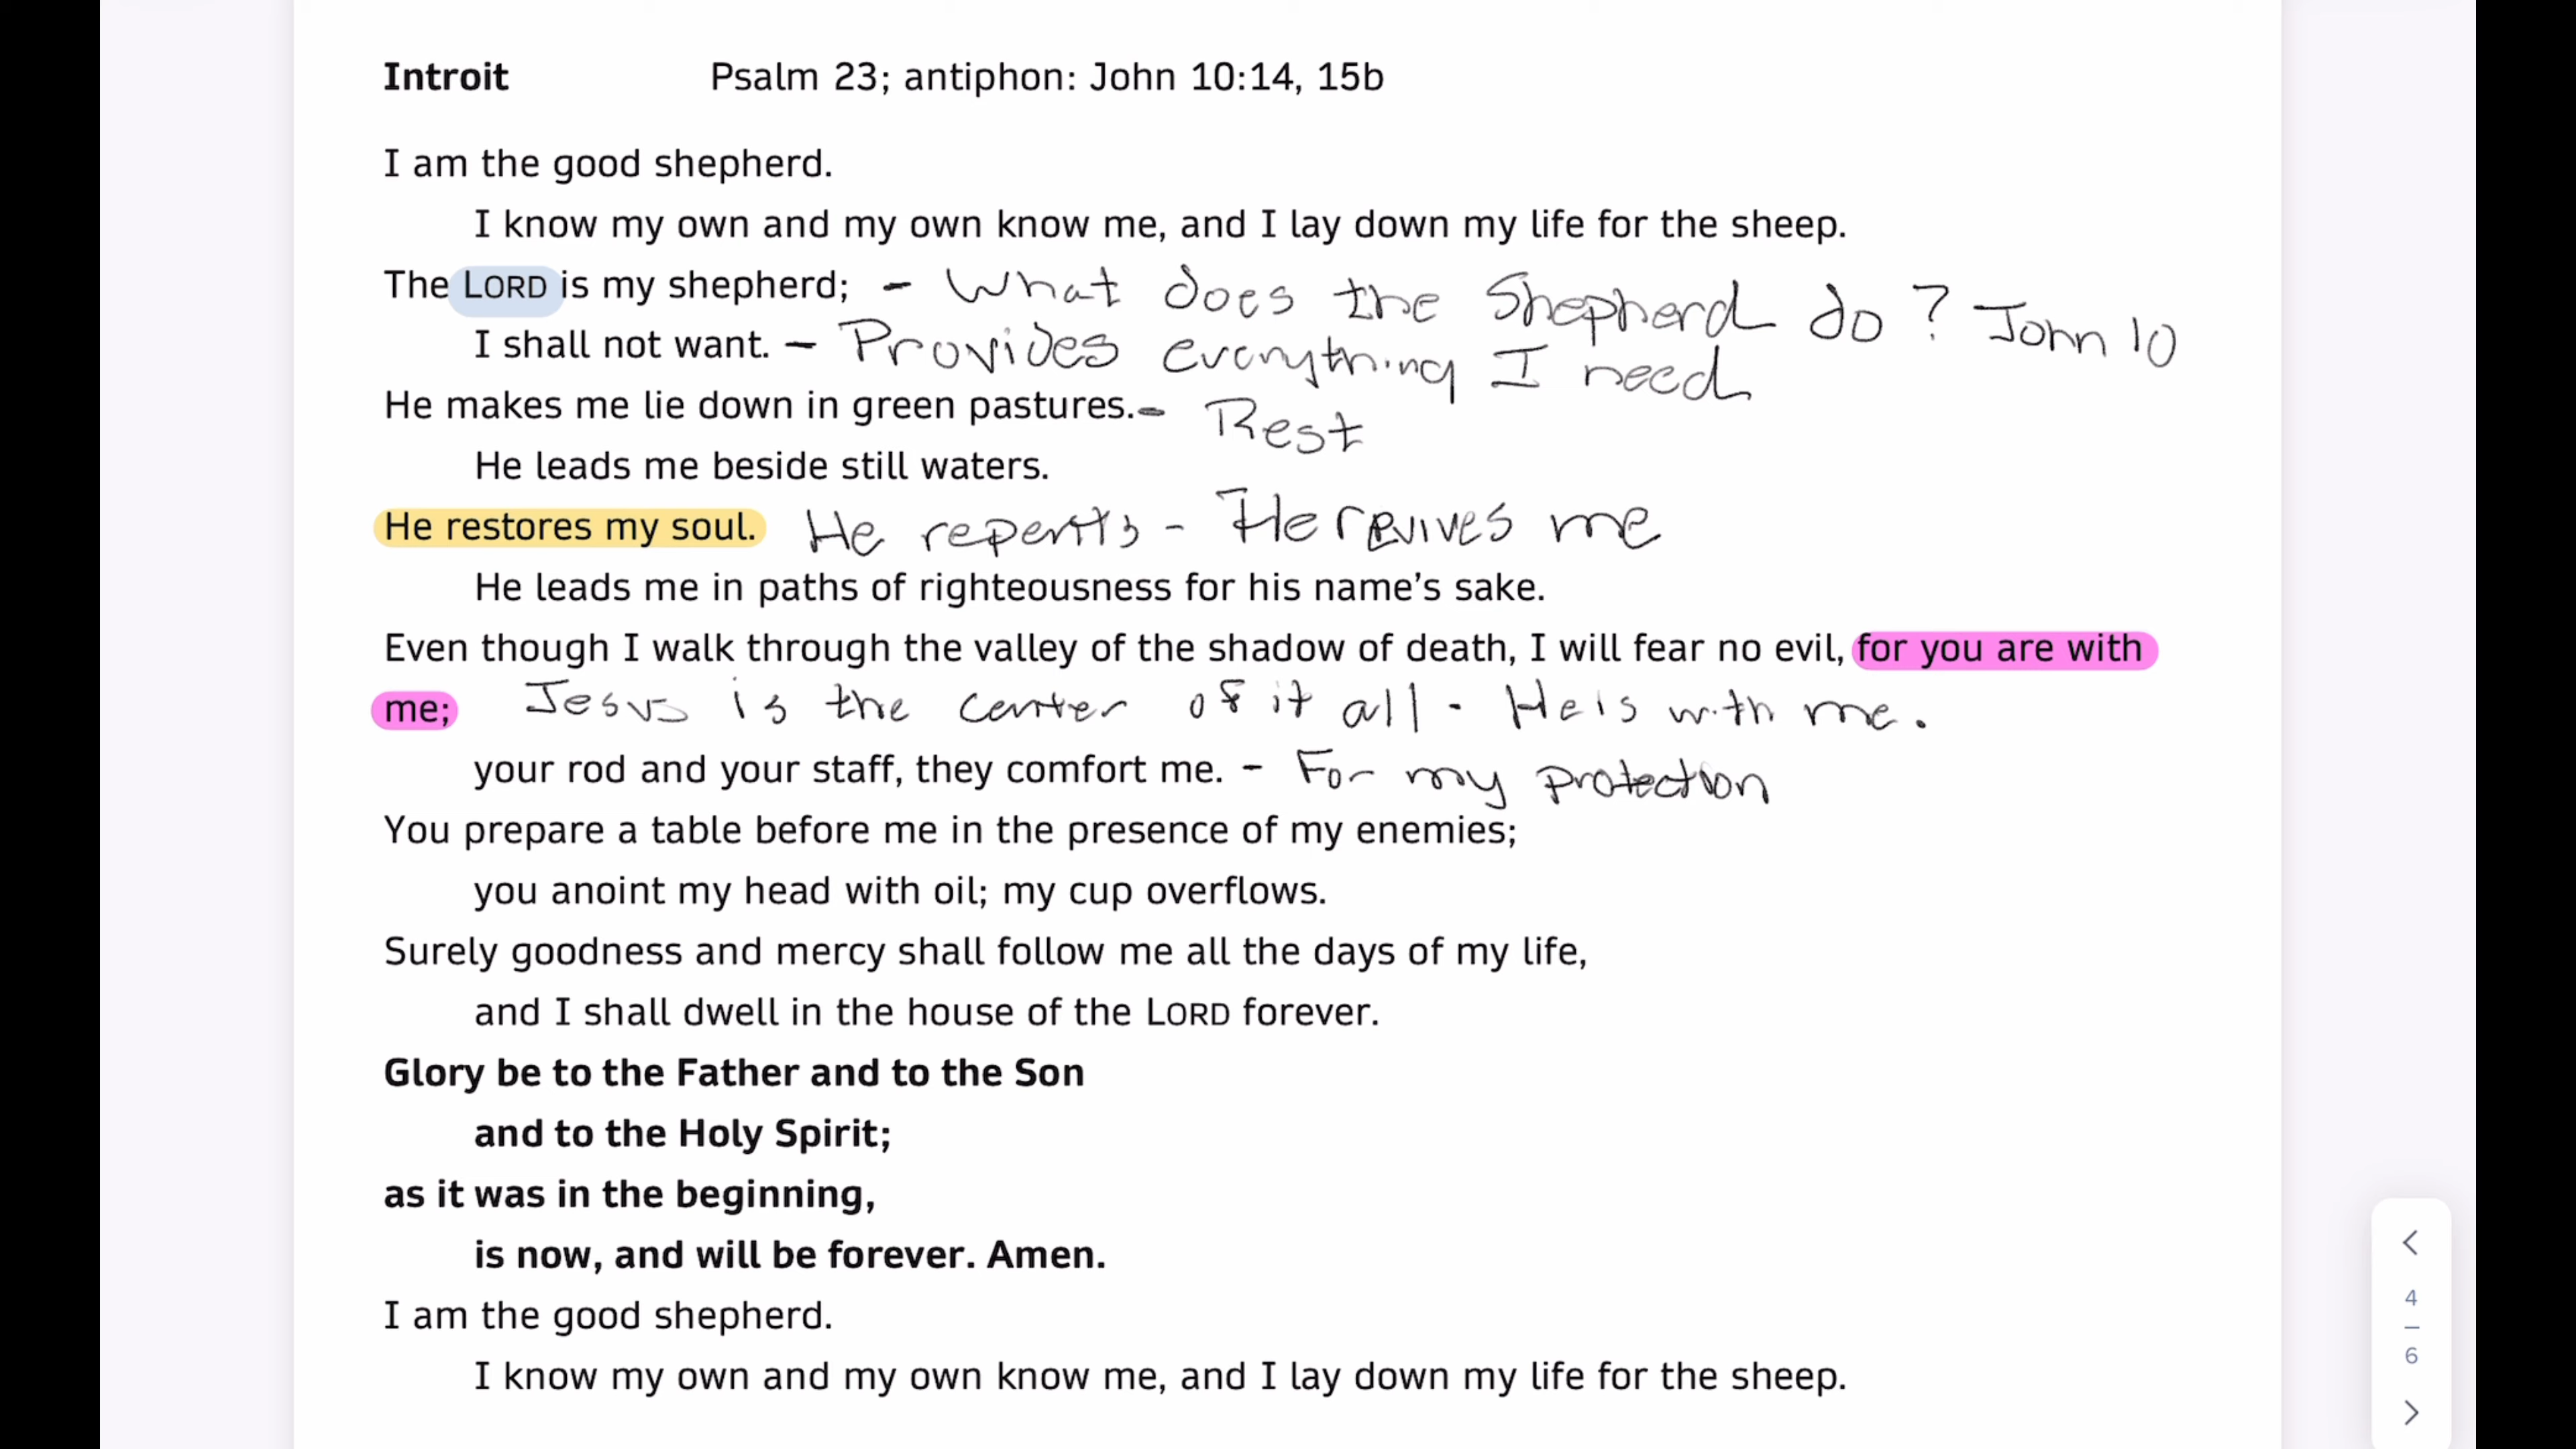 Introit Psalm 23; antiphon: John 10:14, 15b
I am the good shepherd.
I know my own and my own know me, and I lay down my life for the sheep.
The LORD is my shepherd; - What does the Shepherd do? John 10
I shall not want. - Provides everything I need
He makes me lie down in green pastures. - Rest
He leads me beside still waters.
He restores my soul. He repents - He revives me
He leads me in paths of righteousness for his name's sake.
Even though I walk through the valley of the shadow of death, I will fear no evil, for you are with
me; Jesus is the center of it all - He is with me.
your rod and your staff, they comfort me. - For my protection
You prepare a table before me in the presence of my enemies;
you anoint my head with oil; my cup overflows.
Surely goodness and mercy shall follow me all the days of my life,
and I shall dwell in the house of the LORD forever.
Glory be to the Father and to the Son
and to the Holy Spirit;
as it was in the beginning,
is now, and will be forever. Amen.
I am the good shepherd.
I know my own and my own know me, and I lay down my life for the sheep.
4
6